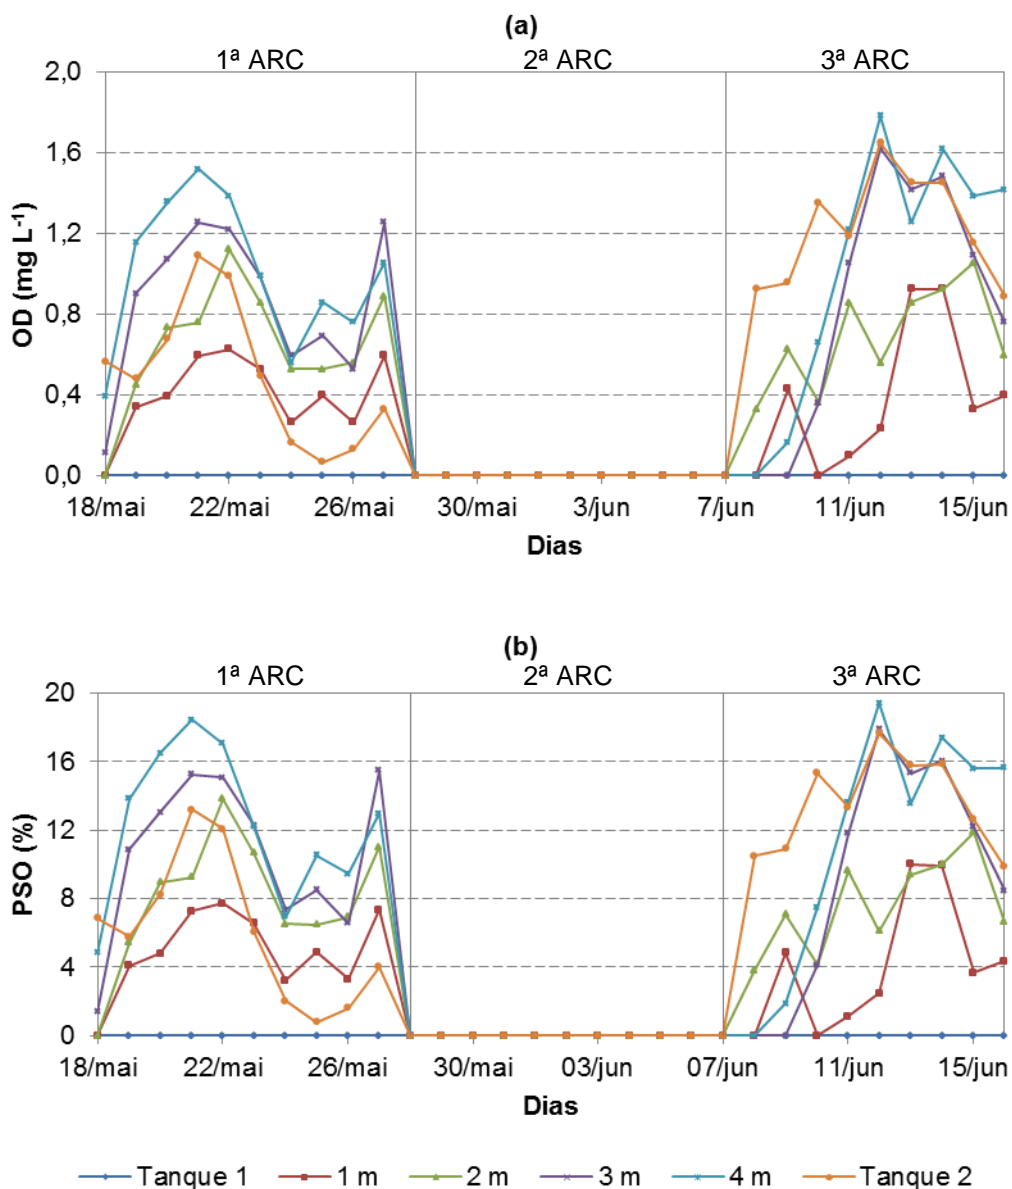 (a)
1ª ARC 2ª ARC 3ª ARC
2,0
1,6
1,2
0,8
0,4
0,0
OD (mg L⁻¹)
18/mai 22/mai 26/mai 30/mai 3/jun 7/jun 11/jun 15/jun
Dias
(b)
1ª ARC 2ª ARC 3ª ARC
20
16
12
8
4
0
PSO (%)
18/mai 22/mai 26/mai 30/mai 03/jun 07/jun 11/jun 15/jun
Dias
Tanque 1 1 m 2 m 3 m 4 m Tanque 2